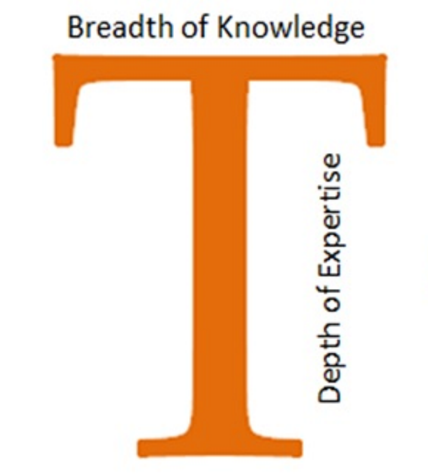 Breadth of Knowledge
T
Depth of Expertise